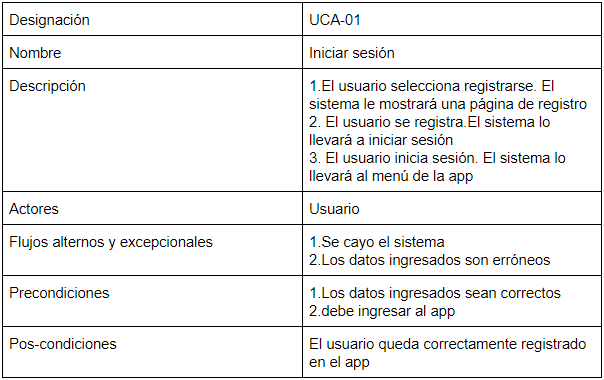 Designación UCA-01
Nombre Iniciar sesión
Descripción 1.El usuario selecciona registrarse. El
sistema le mostrará una página de registro
2. El usuario se registra.El sistema lo
llevará a iniciar sesión
3. El usuario inicia sesión. El sistema lo
llevará al menú de la app
Actores Usuario
Flujos alternos y excepcionales 1.Se cayo el sistema
2.Los datos ingresados son erróneos
Precondiciones 1.Los datos ingresados sean correctos
2.debe ingresar al app
Pos-condiciones El usuario queda correctamente registrado
en el app